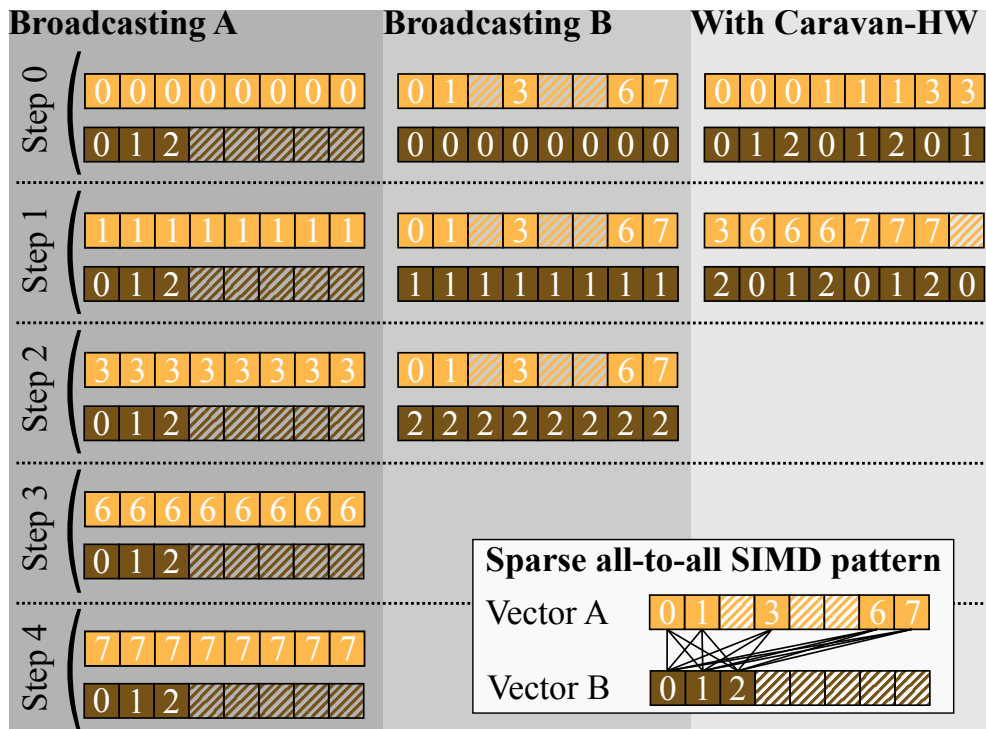 Broadcasting A Broadcasting B With Caravan-HW
Step 0
0 0 0 0 0 0 0 0 0 1 3 6 7 0 0 0 1 1 1 3 3
0 1 2 0 0 0 0 0 0 0 0 0 1 2 0 1 2 0 1
Step 1
1 1 1 1 1 1 1 1 0 1 3 6 7 3 6 6 6 7 7 7
0 1 2 1 1 1 1 1 1 1 1 2 0 1 2 0 1 2 0
Step 2
3 3 3 3 3 3 3 3 0 1 3 6 7
0 1 2 2 2 2 2 2 2 2 2
Step 3
6 6 6 6 6 6 6 6
0 1 2
Step 4
7 7 7 7 7 7 7 7
0 1 2
Sparse all-to-all SIMD pattern
Vector A 0 1 3 6 7
Vector B 0 1 2